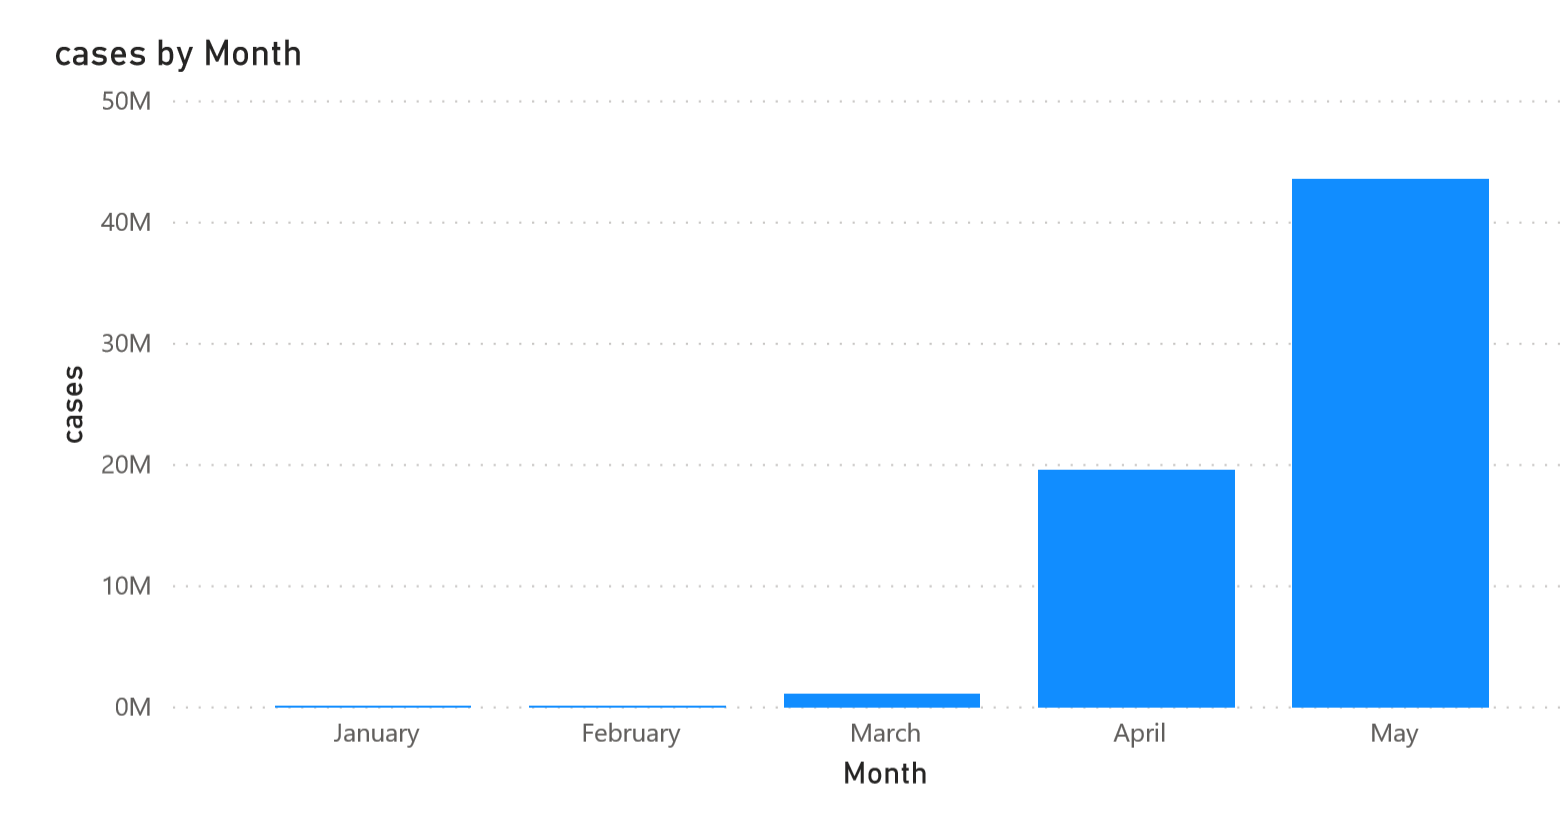 cases by Month
50M
40M
30M
20M
10M
0M
cases
January February March April May
Month